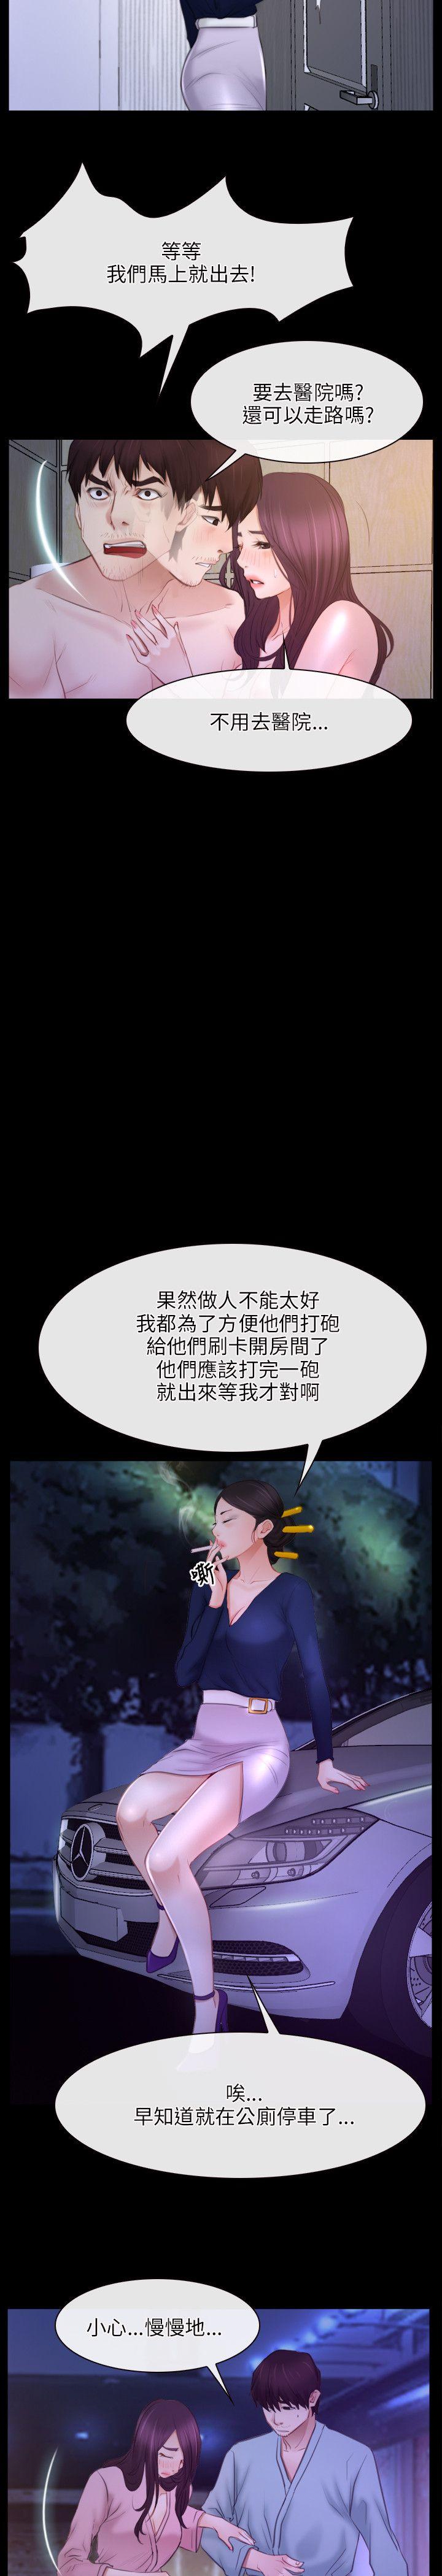 等等
我們馬上就出去!
要去醫院嗎?
還可以走路嗎?
不用去醫院...
果然做人不能太好
我都為了方便他們打砲
給他們刷卡開房間了
他們應該打完一砲
就出來等我才對啊
嘶
唉...
早知道就在公廁停車了...
小心...慢慢地...